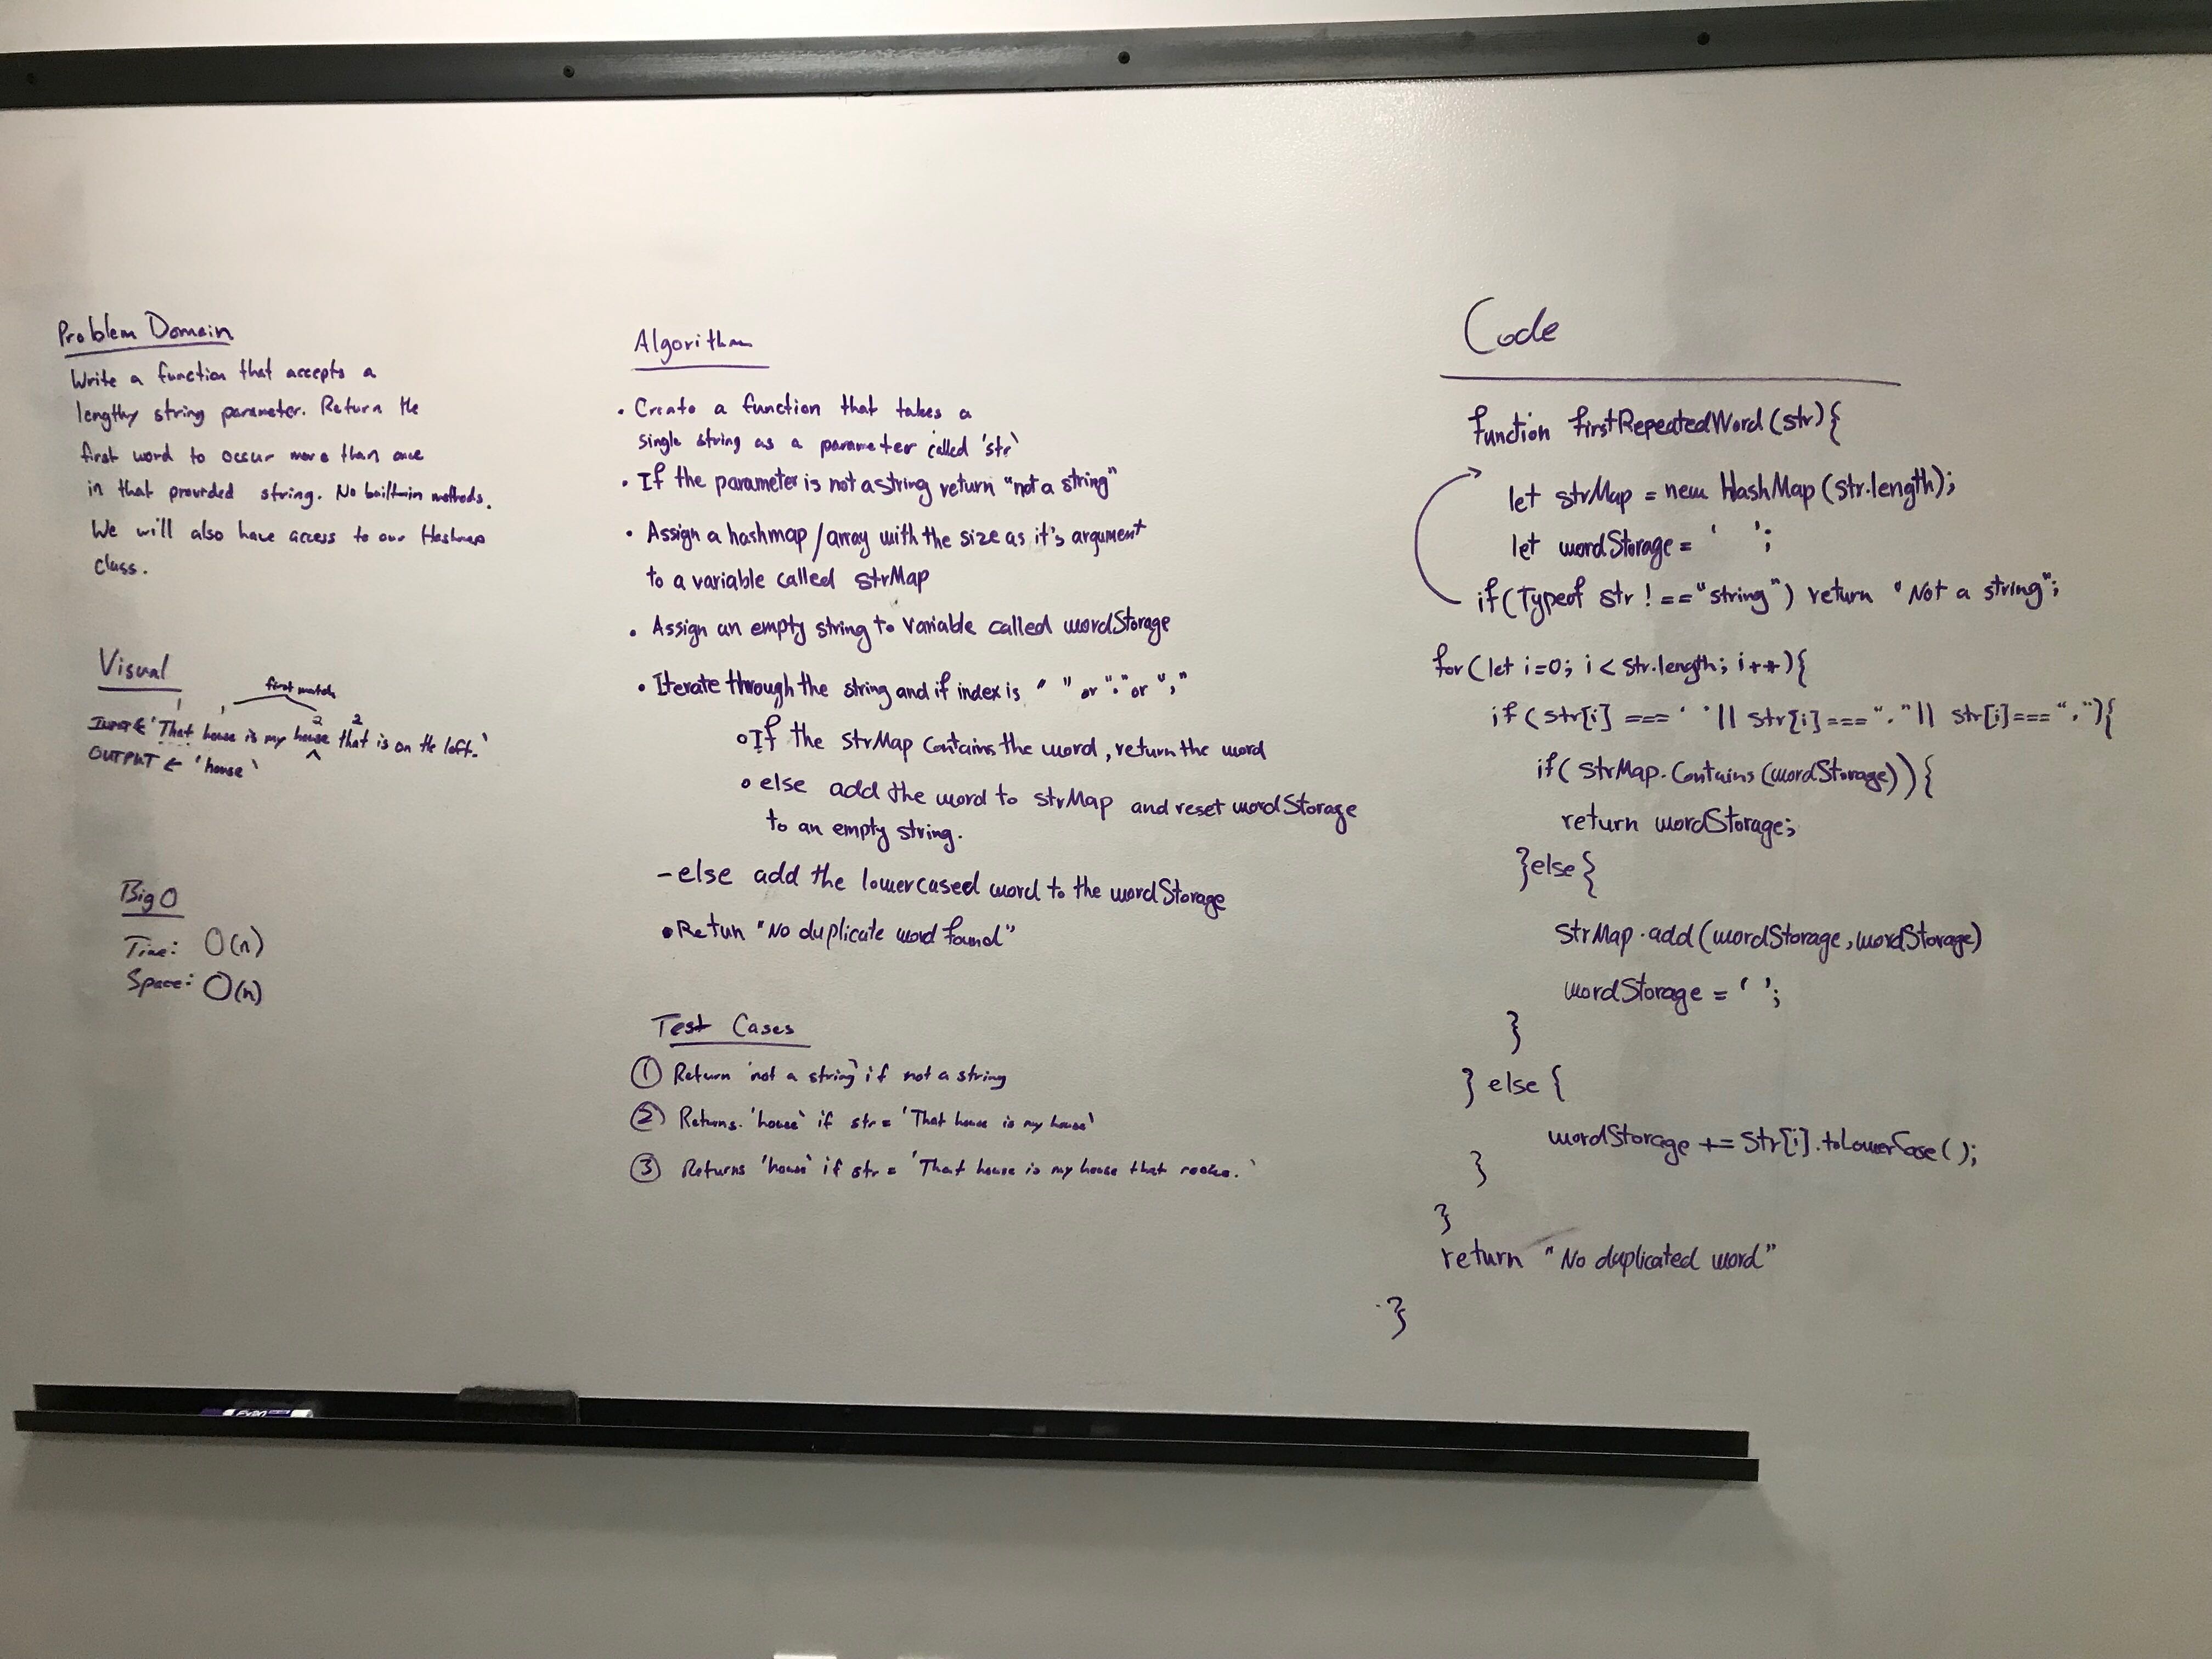 Problem Domain
Write a function that accepts a
lengthy string parameter. Return the
first word to occur more than once
in that provided string. No built-in methods.
We will also have access to our Hashmap
class.
Visual
first match
1 1 2 2
INPUT ← 'That house is my house that is on the left.'
^
OUTPUT ← 'house'
Big O
Time: O(n)
Space: O(n)
Algorithm
• Create a function that takes a
single string as a parameter called 'str'
• If the parameter is not a string return "not a string"
• Assign a hashmap/array with the size as it's argument
to a variable called strMap
• Assign an empty string to variable called wordStorage
• Iterate through the string and if index is " " or "." or ","
o If the strMap contains the word, return the word
o else add the word to strMap and reset wordStorage
to an empty string.
- else add the lowercased word to the wordStorage
• Retun "No duplicate word found"
Test Cases
① Return 'not a string' if not a string
② Returns 'house' if str = 'That house is my house'
③ Returns 'house' if str = 'That house is my house that rocks.'
Code
function firstRepeatedWord(str){
let strMap = new HashMap(str.length);
let wordStorage = ' ';
if(Typeof str !== "string") return "Not a string";
for(let i=0; i < str.length; i++){
if(str[i] === ' ' || str[i] === "." || str[i] === ","){
if(strMap.Contains(wordStorage)){
return wordStorage;
}else{
strMap.add(wordStorage, wordStorage)
wordStorage = ' ';
}
} else {
wordStorage += str[i].toLowerCase();
}
}
return "No duplicated word"
}
EXPO